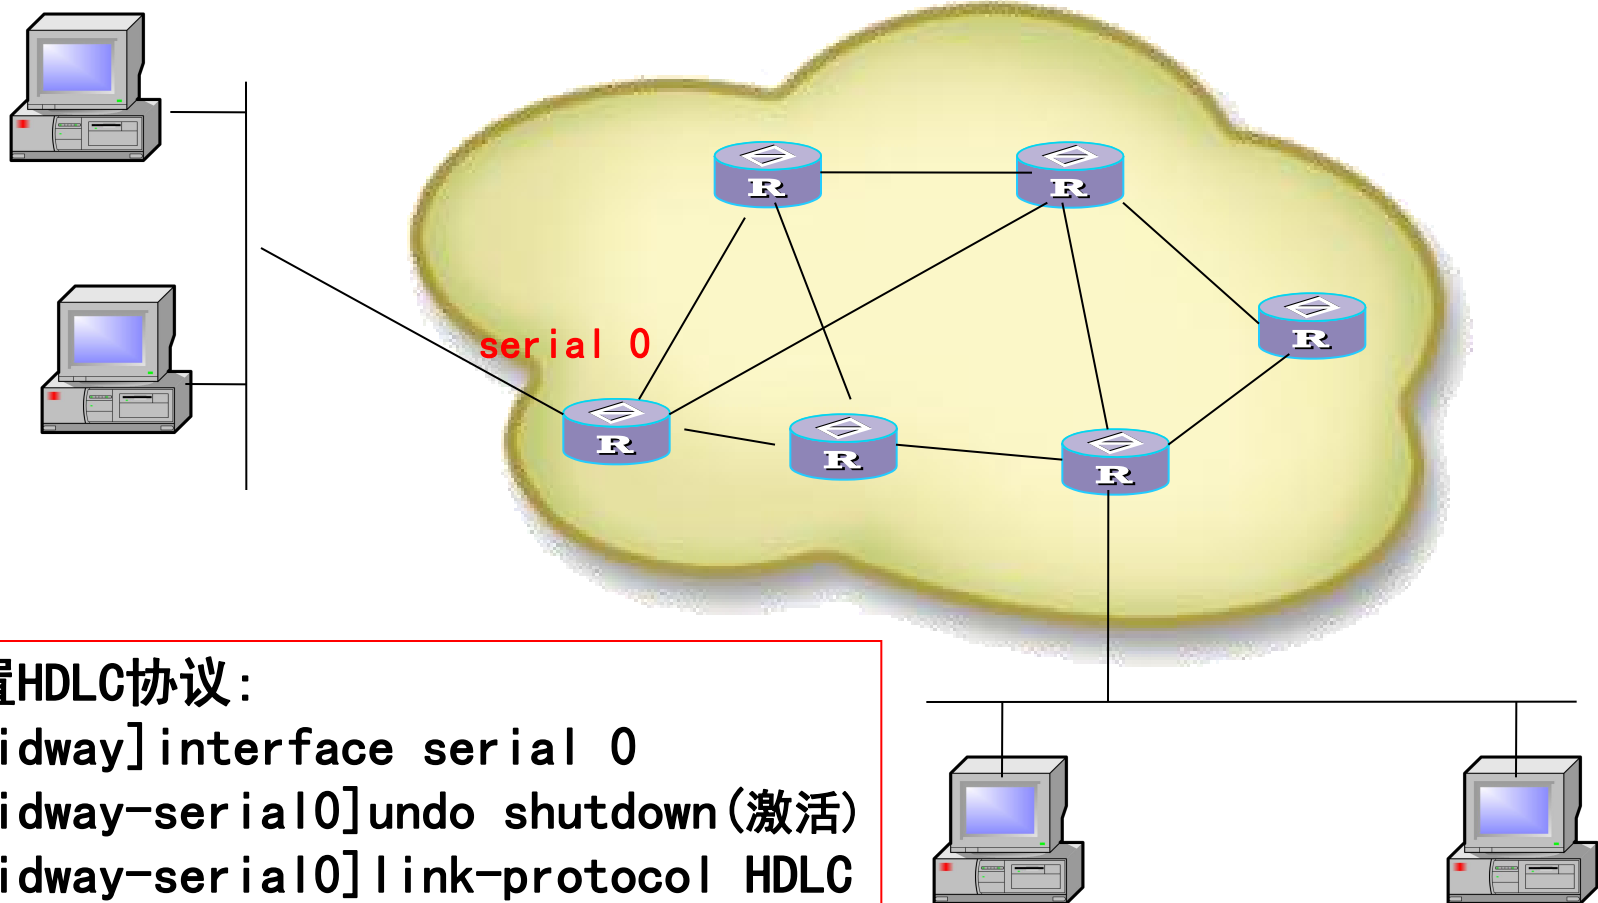 R
R
R
serial 0
R
R
R
置HDLC协议:
idway]interface serial 0
idway-serial0]undo shutdown(激活)
idway-serial0]link-protocol HDLC